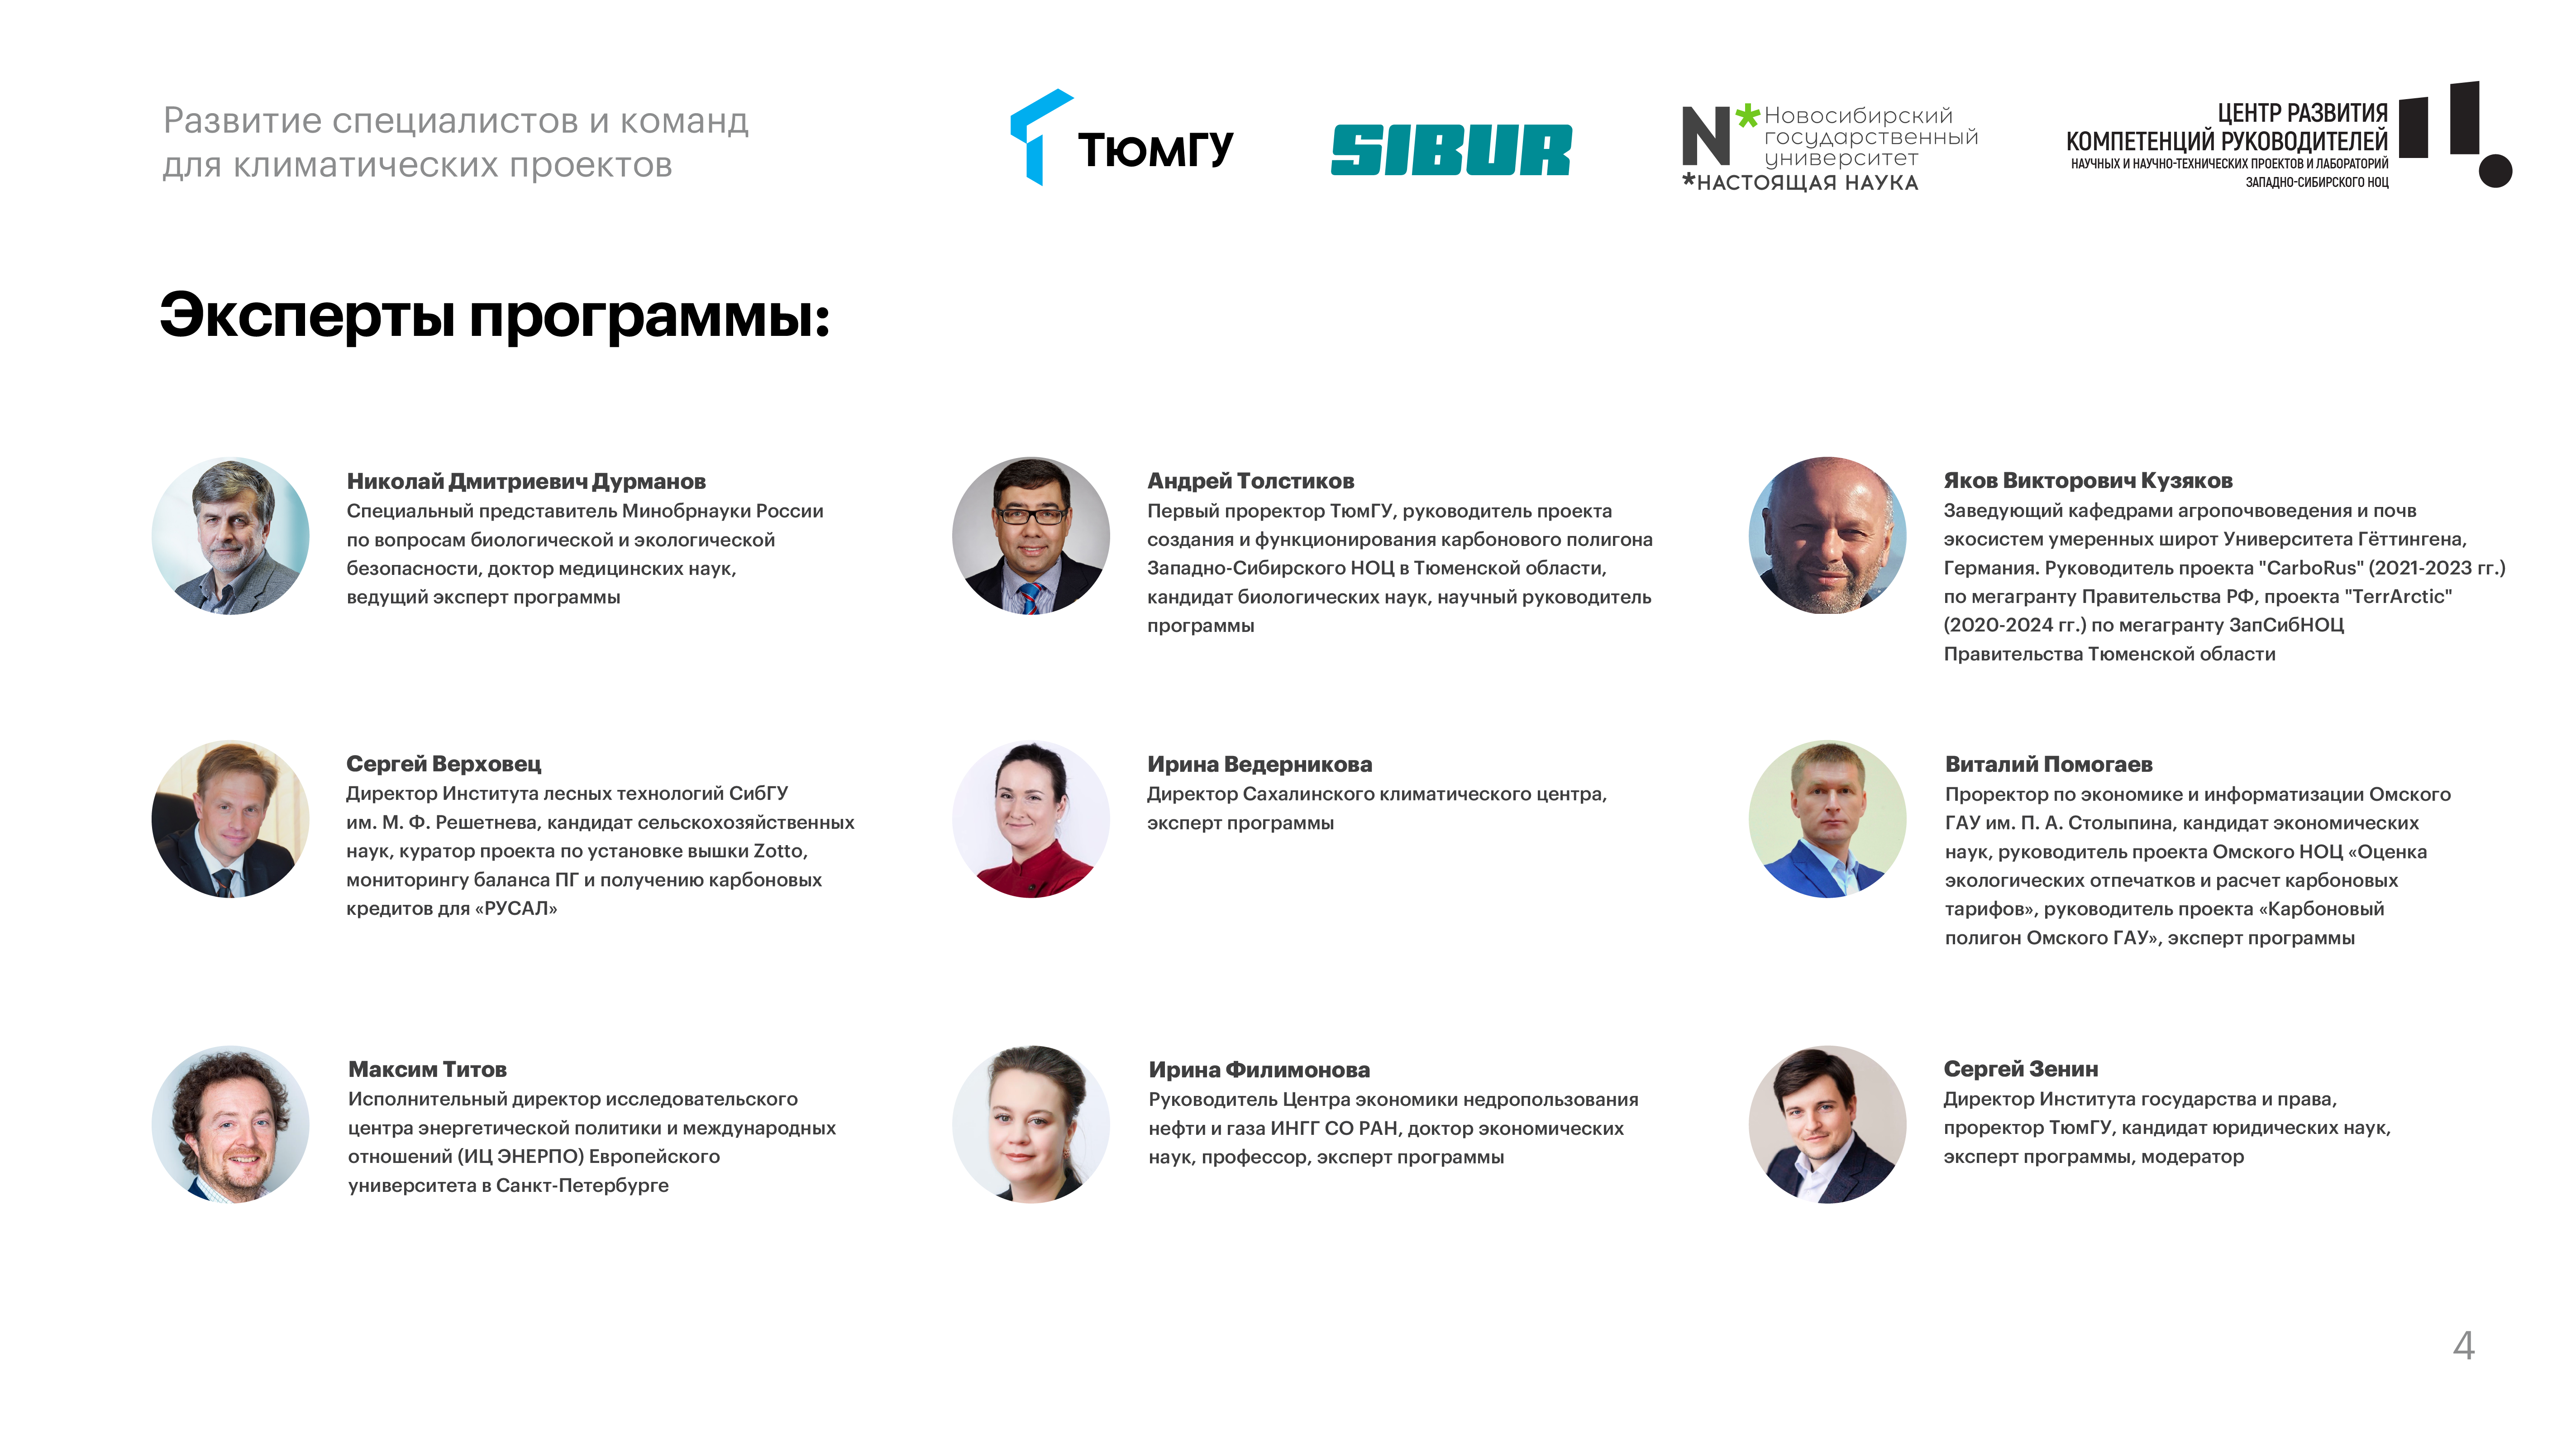 Развитие специалистов и команд
для климатических проектов
ТюмГУ
SIBUR
N*
Новосибирский
государственный
университет
*НАСТОЯЩАЯ НАУКА
ЦЕНТР РАЗВИТИЯ
КОМПЕТЕНЦИЙ РУКОВОДИТЕЛЕЙ
НАУЧНЫХ И НАУЧНО-ТЕХНИЧЕСКИХ ПРОЕКТОВ И ЛАБОРАТОРИЙ
ЗАПАДНО-СИБИРСКОГО НОЦ
Эксперты программы:
Николай Дмитриевич Дурманов
Специальный представитель Минобрнауки России
по вопросам биологической и экологической
безопасности, доктор медицинских наук,
ведущий эксперт программы
Андрей Толстиков
Первый проректор ТюмГУ, руководитель проекта
создания и функционирования карбонового полигона
Западно-Сибирского НОЦ в Тюменской области,
кандидат биологических наук, научный руководитель
программы
Яков Викторович Кузяков
Заведующий кафедрами агропочвоведения и почв
экосистем умеренных широт Университета Гёттингена,
Германия. Руководитель проекта "CarboRus" (2021-2023 гг.)
по мегагранту Правительства РФ, проекта "TerrArctic"
(2020-2024 гг.) по мегагранту ЗапСибНОЦ
Правительства Тюменской области
Сергей Верховец
Директор Института лесных технологий СибГУ
им. М. Ф. Решетнева, кандидат сельскохозяйственных
наук, куратор проекта по установке вышки Zotto,
мониторингу баланса ПГ и получению карбоновых
кредитов для «РУСАЛ»
Ирина Ведерникова
Директор Сахалинского климатического центра,
эксперт программы
Виталий Помогаев
Проректор по экономике и информатизации Омского
ГАУ им. П. А. Столыпина, кандидат экономических
наук, руководитель проекта Омского НОЦ «Оценка
экологических отпечатков и расчет карбоновых
тарифов», руководитель проекта «Карбоновый
полигон Омского ГАУ», эксперт программы
Максим Титов
Исполнительный директор исследовательского
центра энергетической политики и международных
отношений (ИЦ ЭНЕРПО) Европейского
университета в Санкт-Петербурге
Ирина Филимонова
Руководитель Центра экономики недропользования
нефти и газа ИНГГ СО РАН, доктор экономических
наук, профессор, эксперт программы
Сергей Зенин
Директор Института государства и права,
проректор ТюмГУ, кандидат юридических наук,
эксперт программы, модератор
4